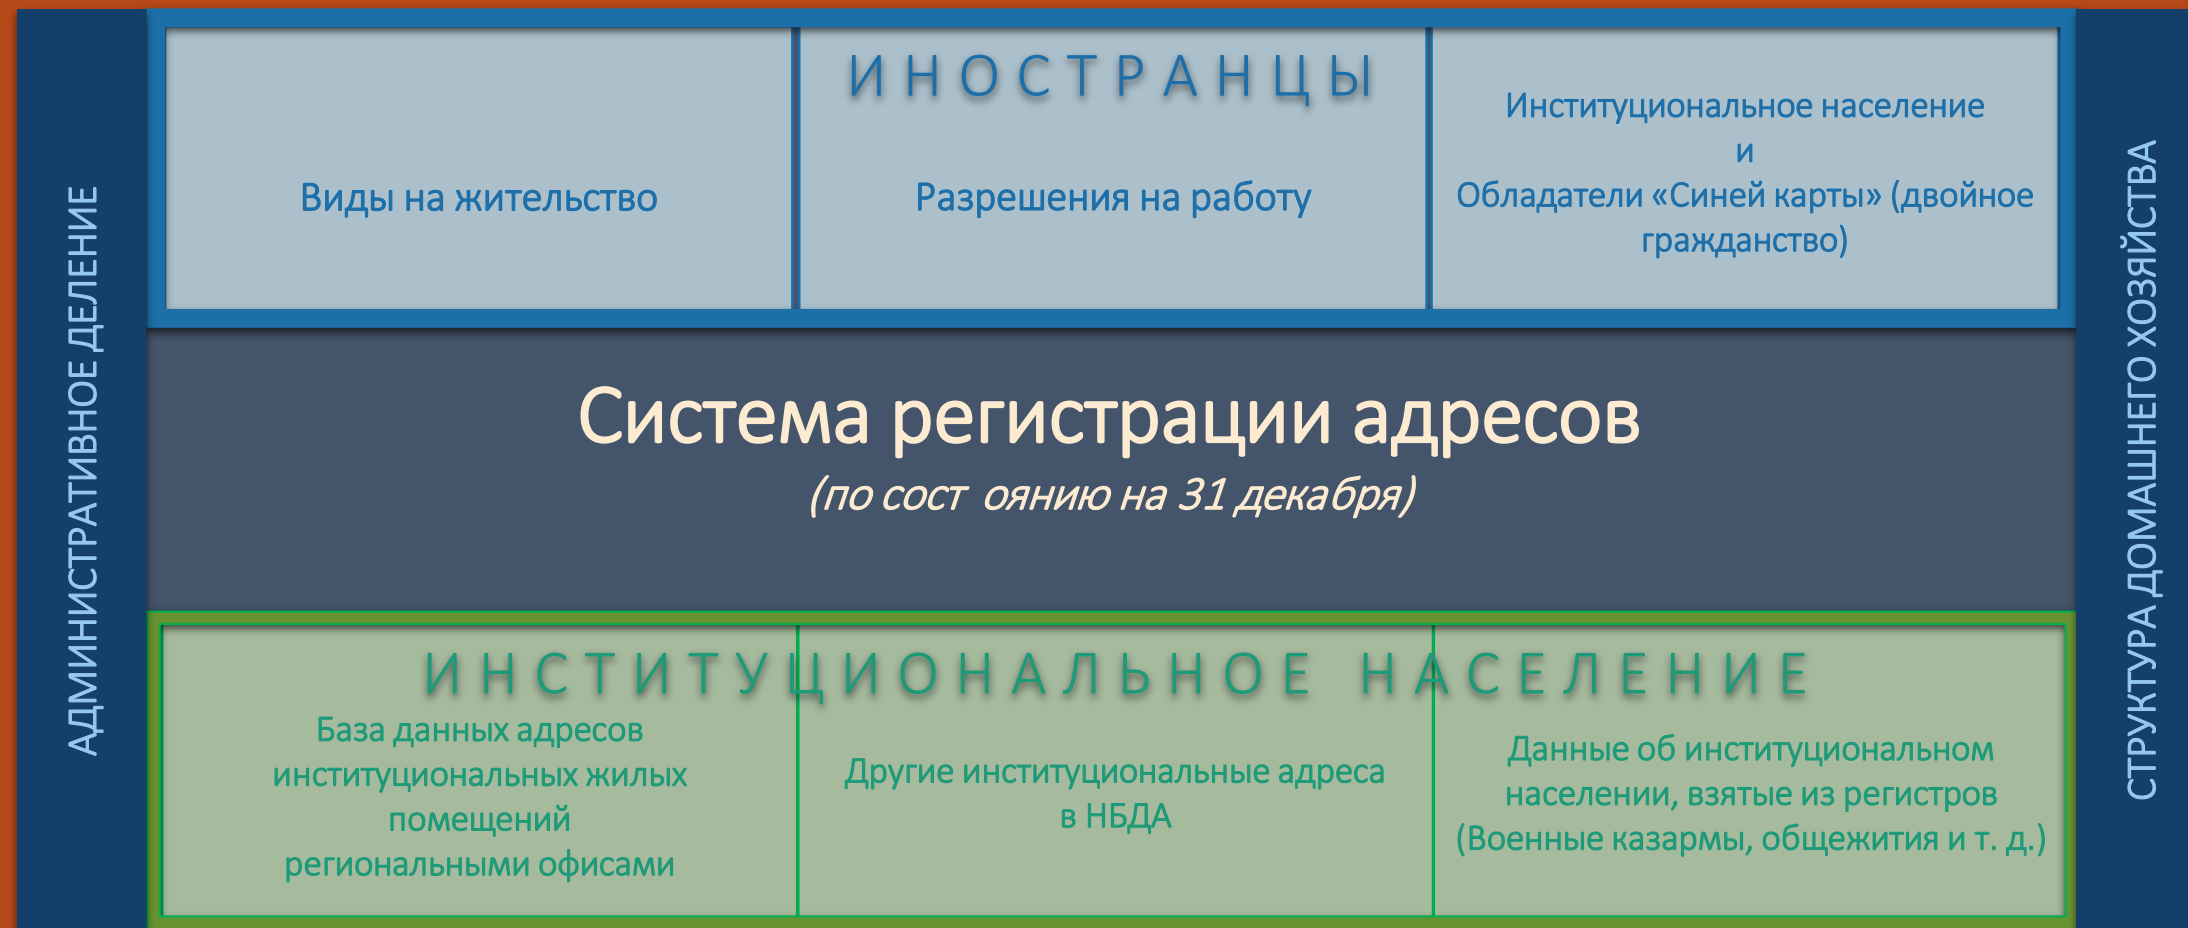 АДМИНИСТРАТИВНОЕ ДЕЛЕНИЕ
ИНОСТРАНЦЫ
Виды на жительство
Разрешения на работу
Институциональное население
и
Обладатели «Синей карты» (двойное
гражданство)
Система регистрации адресов
(по сост оянию на 31 декабря)
ИНСТИТУЦИОНАЛЬНОЕ НАСЕЛЕНИЕ
База данных адресов
институциональных жилых
помещений
региональными офисами
Другие институциональные адреса
в НБДА
Данные об институциональном
населении, взятые из регистров
(Военные казармы, общежития и т. д.)
СТРУКТУРА ДОМАШНЕГО ХОЗЯЙСТВА